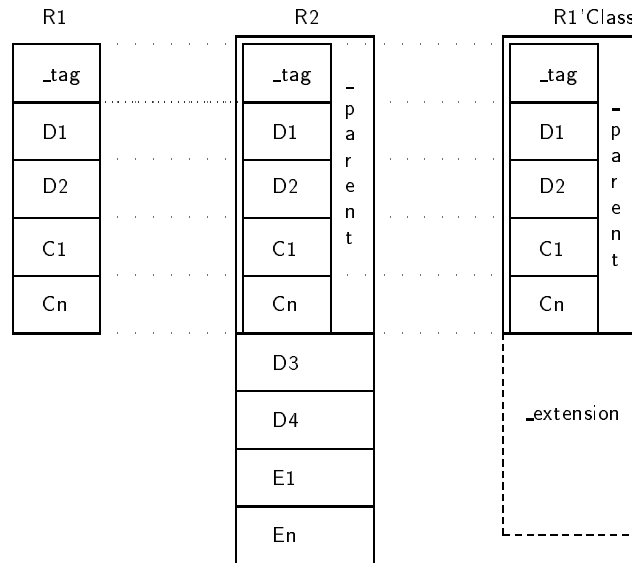 R1 R2 R1'Class
_tag _tag _tag
D1 D1 D1
D2 D2 D2
C1 C1 C1
Cn Cn Cn
_parent
_parent
D3
D4
E1
En
_extension